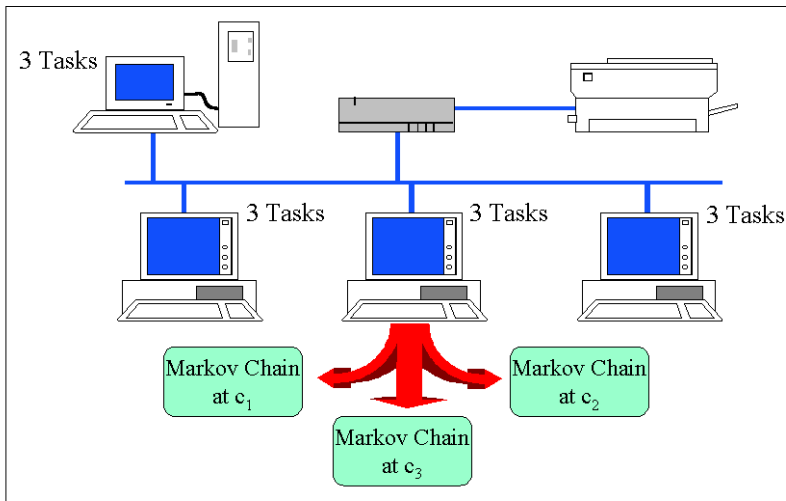 3 Tasks
3 Tasks
3 Tasks
3 Tasks
Markov Chain
at c₁
Markov Chain
at c₂
Markov Chain
at c₃